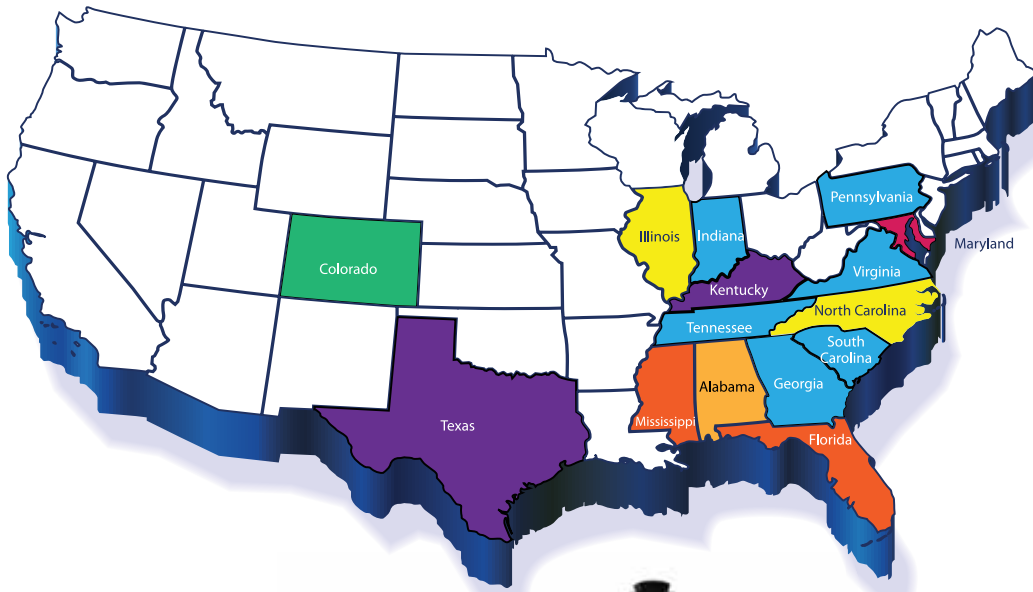 Pennsylvania
Illinois
Indiana
Maryland
Colorado
Virginia
Kentucky
North Carolina
Tennessee
South
Carolina
Georgia
Alabama
Mississippi
Texas
Florida